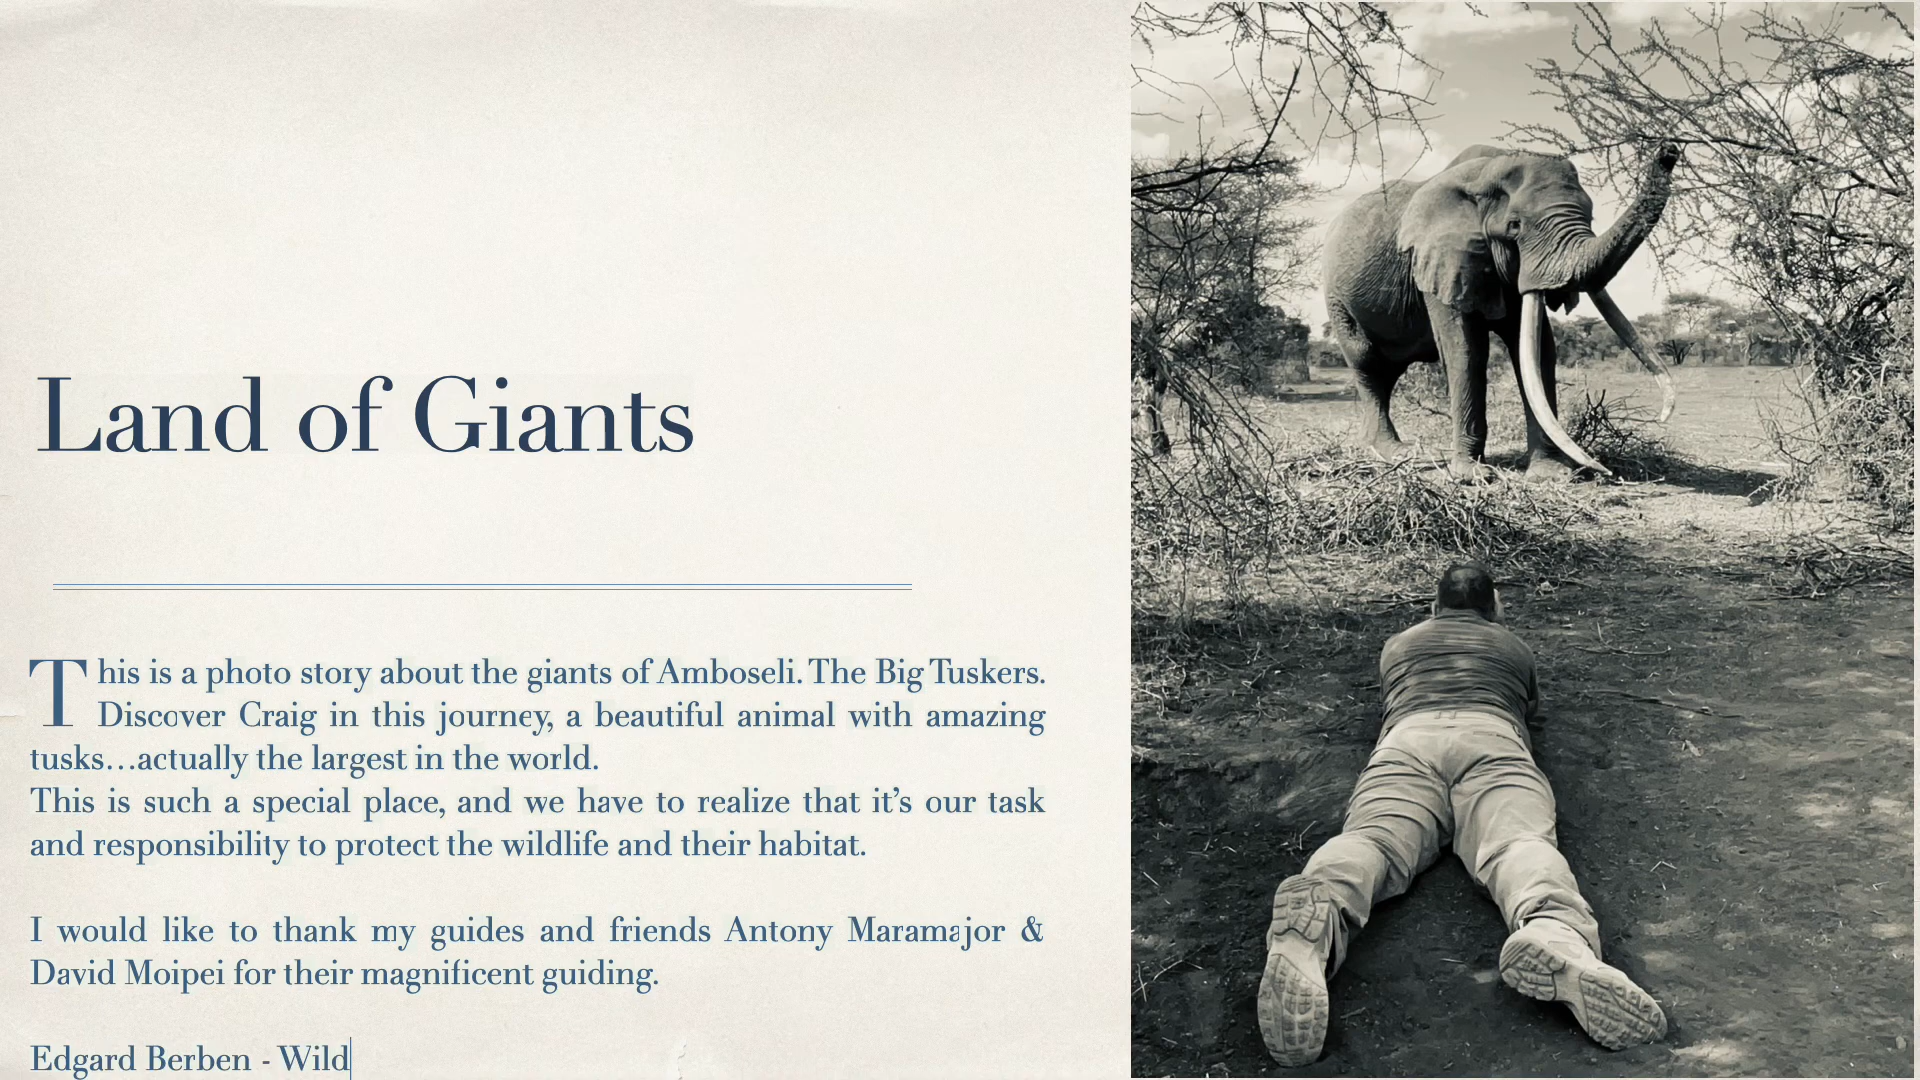 Land of Giants
This is a photo story about the giants of Amboseli. The Big Tuskers.
Discover Craig in this journey, a beautiful animal with amazing
tusks…actually the largest in the world.
This is such a special place, and we have to realize that it’s our task
and responsibility to protect the wildlife and their habitat.
I would like to thank my guides and friends Antony Maramajor &
David Moipei for their magnificent guiding.
Edgard Berben - Wild